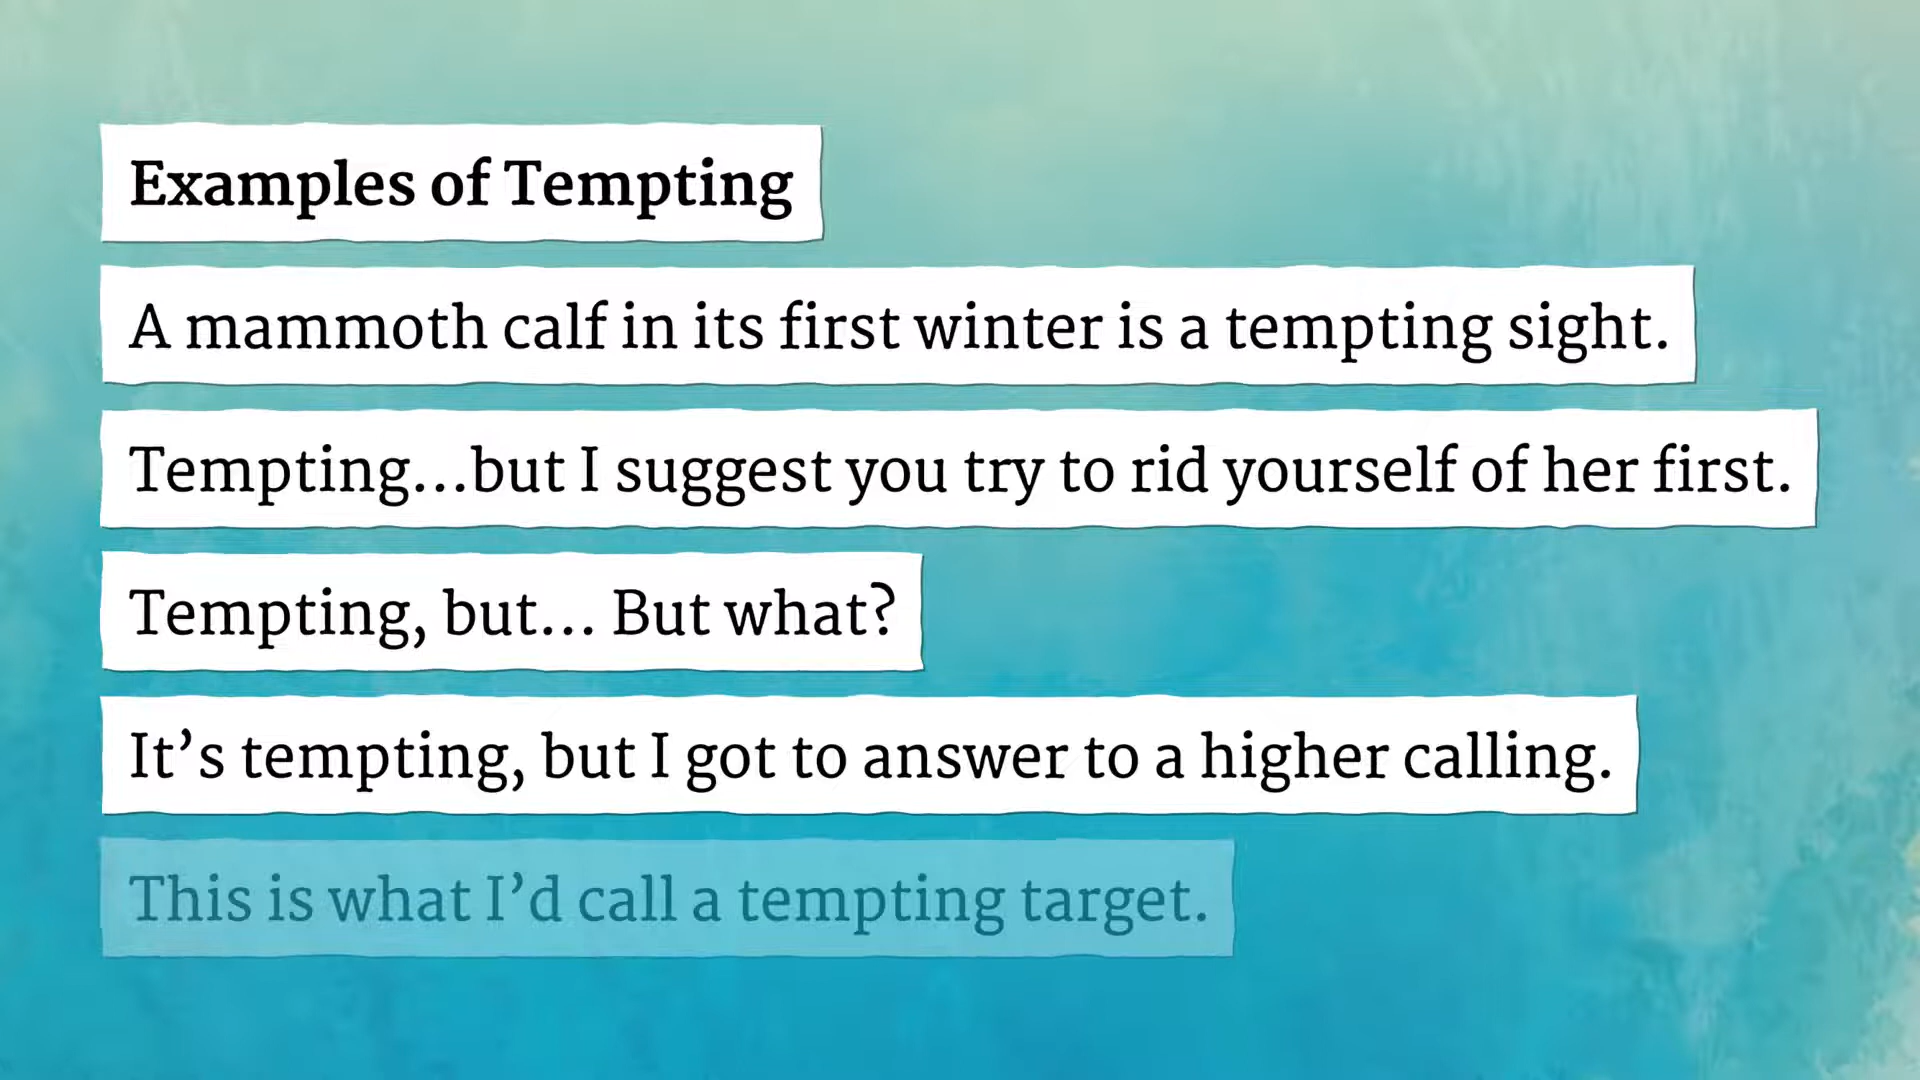 Examples of Tempting
A mammoth calf in its first winter is a tempting sight.
Tempting...but I suggest you try to rid yourself of her first.
Tempting, but... But what?
It’s tempting, but I got to answer to a higher calling.
This is what I’d call a tempting target.